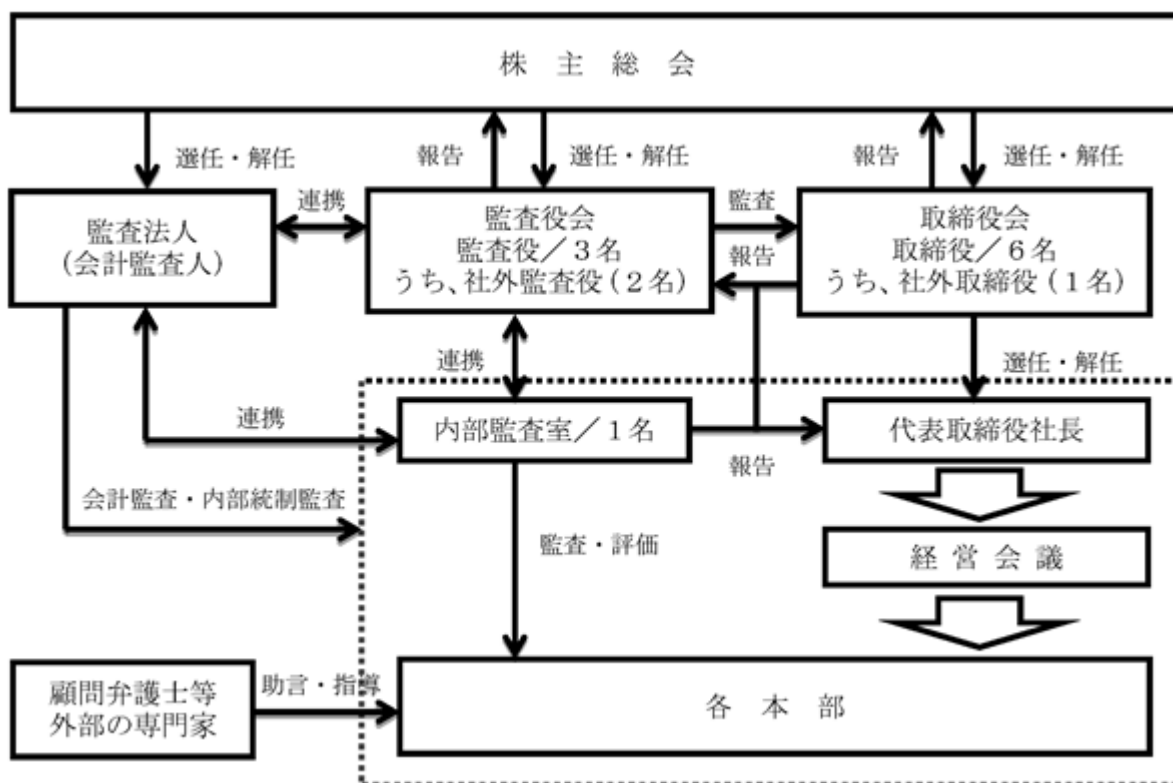 株主総会
選任・解任
報告
選任・解任
報告
選任・解任
監査法人
(会計監査人)
連携
監査役会
監査役／３名
うち、社外監査役(２名)
監査
報告
取締役会
取締役／６名
うち、社外取締役(１名)
連携
選任・解任
連携
内部監査室／１名
報告
代表取締役社長
会計監査・内部統制監査
監査・評価
経営会議
顧問弁護士等
外部の専門家
助言・指導
各本部